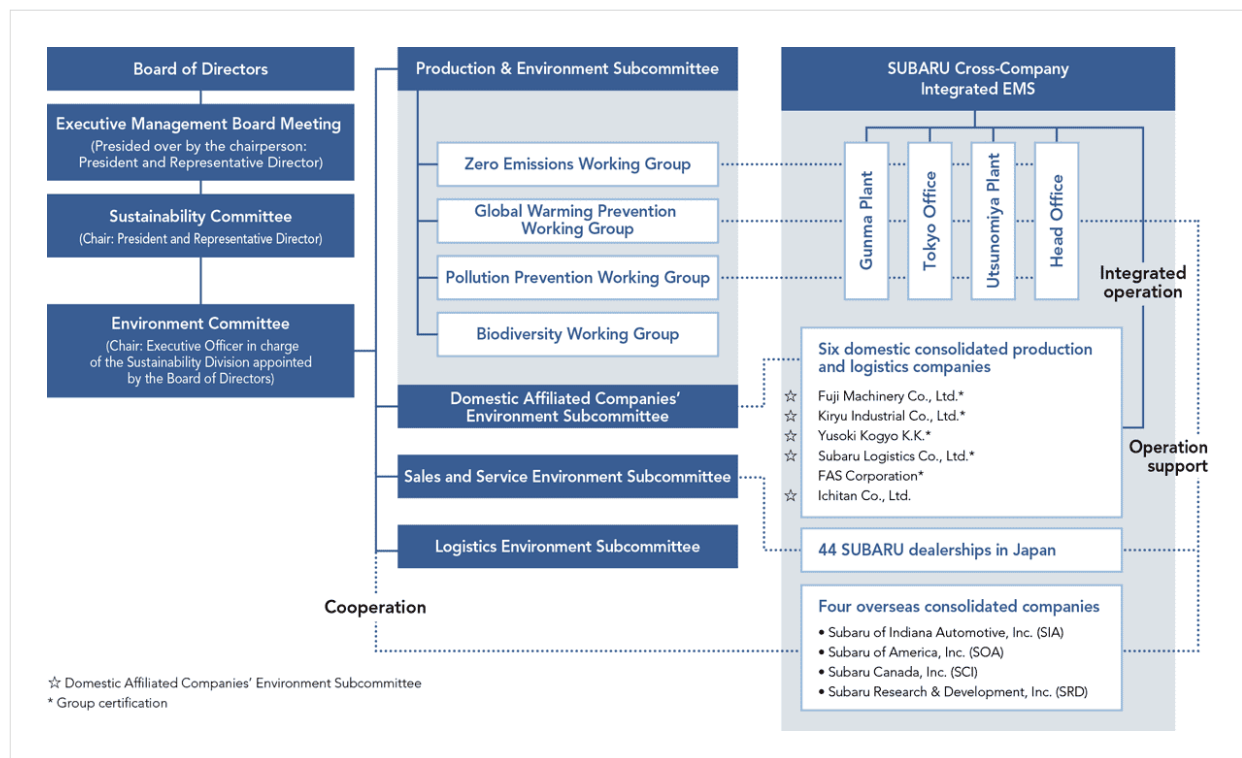 Board of Directors
Executive Management Board Meeting
(Presided over by the chairperson:
President and Representative Director)
Sustainability Committee
(Chair: President and Representative Director)
Environment Committee
(Chair: Executive Officer in charge
of the Sustainability Division appointed
by the Board of Directors)
Production & Environment Subcommittee
Zero Emissions Working Group
Global Warming Prevention
Working Group
Pollution Prevention Working Group
Biodiversity Working Group
Domestic Affiliated Companies’
Environment Subcommittee
Sales and Service Environment Subcommittee
Logistics Environment Subcommittee
Cooperation
SUBARU Cross-Company
Integrated EMS
Gunma Plant
Tokyo Office
Utsunomiya Plant
Head Office
Integrated
operation
Six domestic consolidated production
and logistics companies
☆ Fuji Machinery Co., Ltd.*
☆ Kiryu Industrial Co., Ltd.*
☆ Yusoki Kogyo K.K.*
☆ Subaru Logistics Co., Ltd.*
FAS Corporation*
☆ Ichitan Co., Ltd.
Operation
support
44 SUBARU dealerships in Japan
Four overseas consolidated companies
• Subaru of Indiana Automotive, Inc. (SIA)
• Subaru of America, Inc. (SOA)
• Subaru Canada, Inc. (SCI)
• Subaru Research & Development, Inc. (SRD)
☆ Domestic Affiliated Companies’ Environment Subcommittee
* Group certification